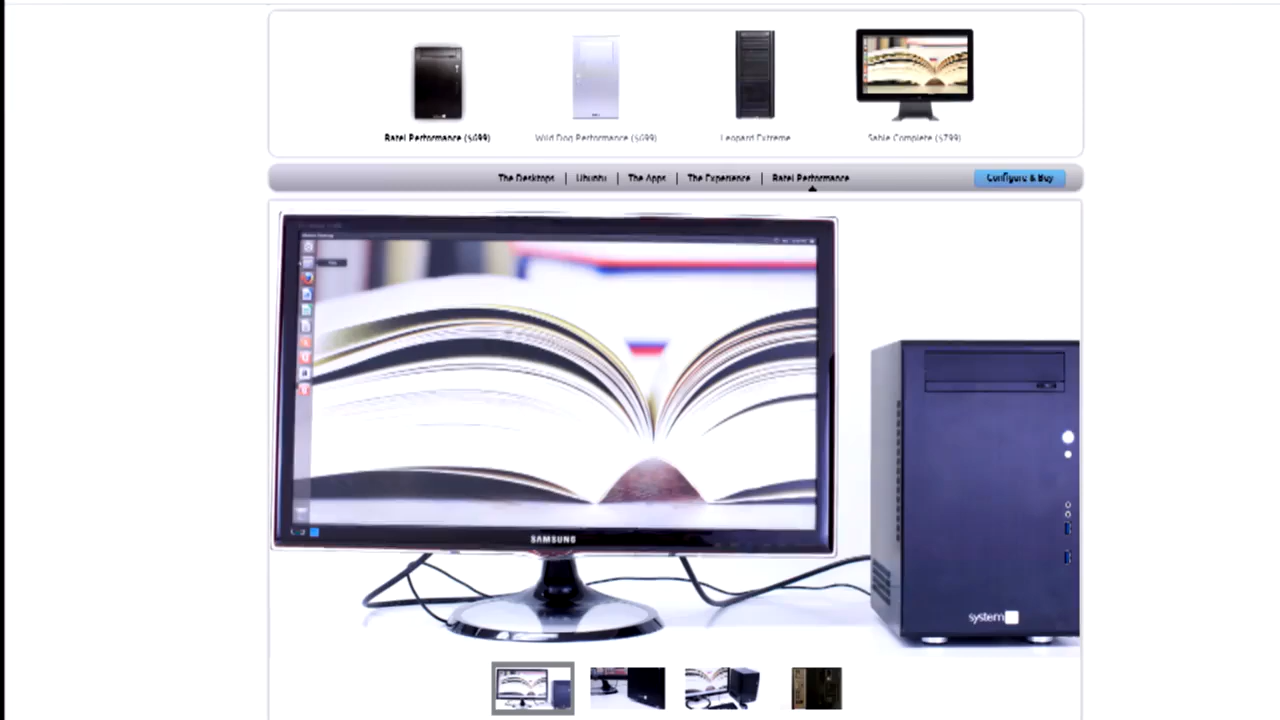 Ratel Performance ($699)
Wild Dog Performance ($699)
Leopard Extreme
Sable Complete ($799)
The Desktops | Ubuntu | The Apps | The Experience | Ratel Performance
Configure & Buy
SAMSUNG
system